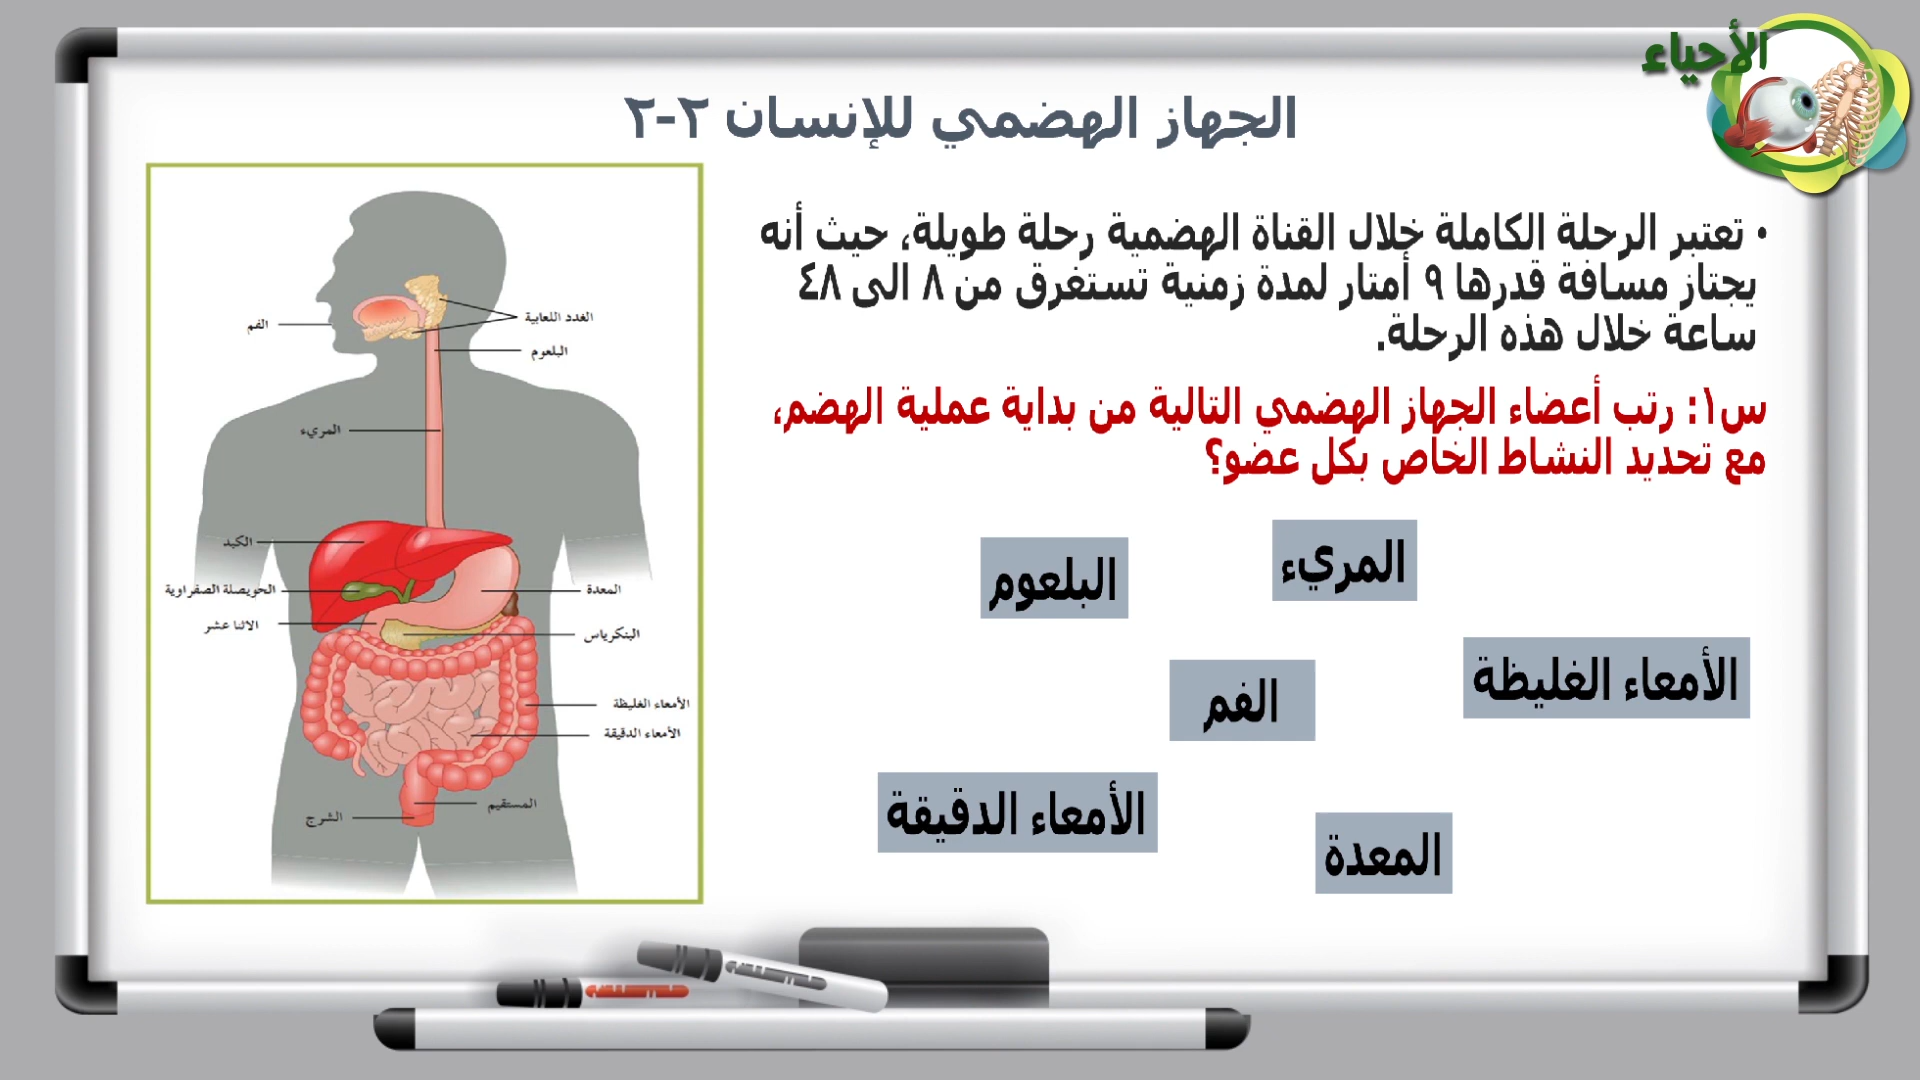 الأحياء
الجهاز الهضمي للإنسان ٢-٢
• تعتبر الرحلة الكاملة خلال القناة الهضمية رحلة طويلة، حيث أنه
يجتاز مسافة قدرها ٩ أمتار لمدة زمنية تستغرق من ٨ الى ٤٨
ساعة خلال هذه الرحلة.
س١: رتب أعضاء الجهاز الهضمي التالية من بداية عملية الهضم،
مع تحديد النشاط الخاص بكل عضو؟
المريء
البلعوم
الأمعاء الغليظة
الفم
الأمعاء الدقيقة
المعدة
الغدد اللعابية
الفم
البلعوم
المريء
الكبد
المعدة
الحويصلة الصفراوية
الاثنا عشر
البنكرياس
الأمعاء الغليظة
الأمعاء الدقيقة
المستقيم
الشرج